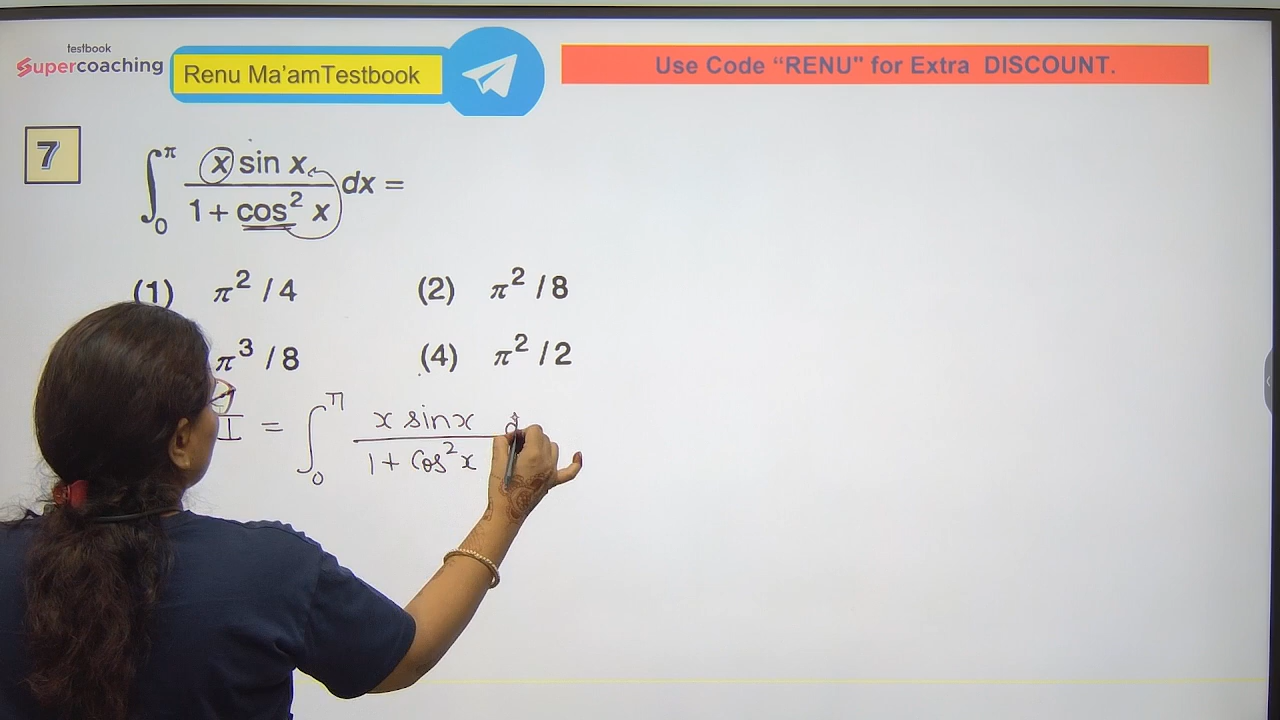 testbook
Supercoaching
Renu Ma'amTestbook
Use Code “RENU" for Extra DISCOUNT.
7
∫₀^π x sin x / (1 + cos² x) dx =
(1) π² / 4 (2) π² / 8
π³ / 8 (4) π² / 2
I = ∫₀^π x sin x / (1 + cos² x) d